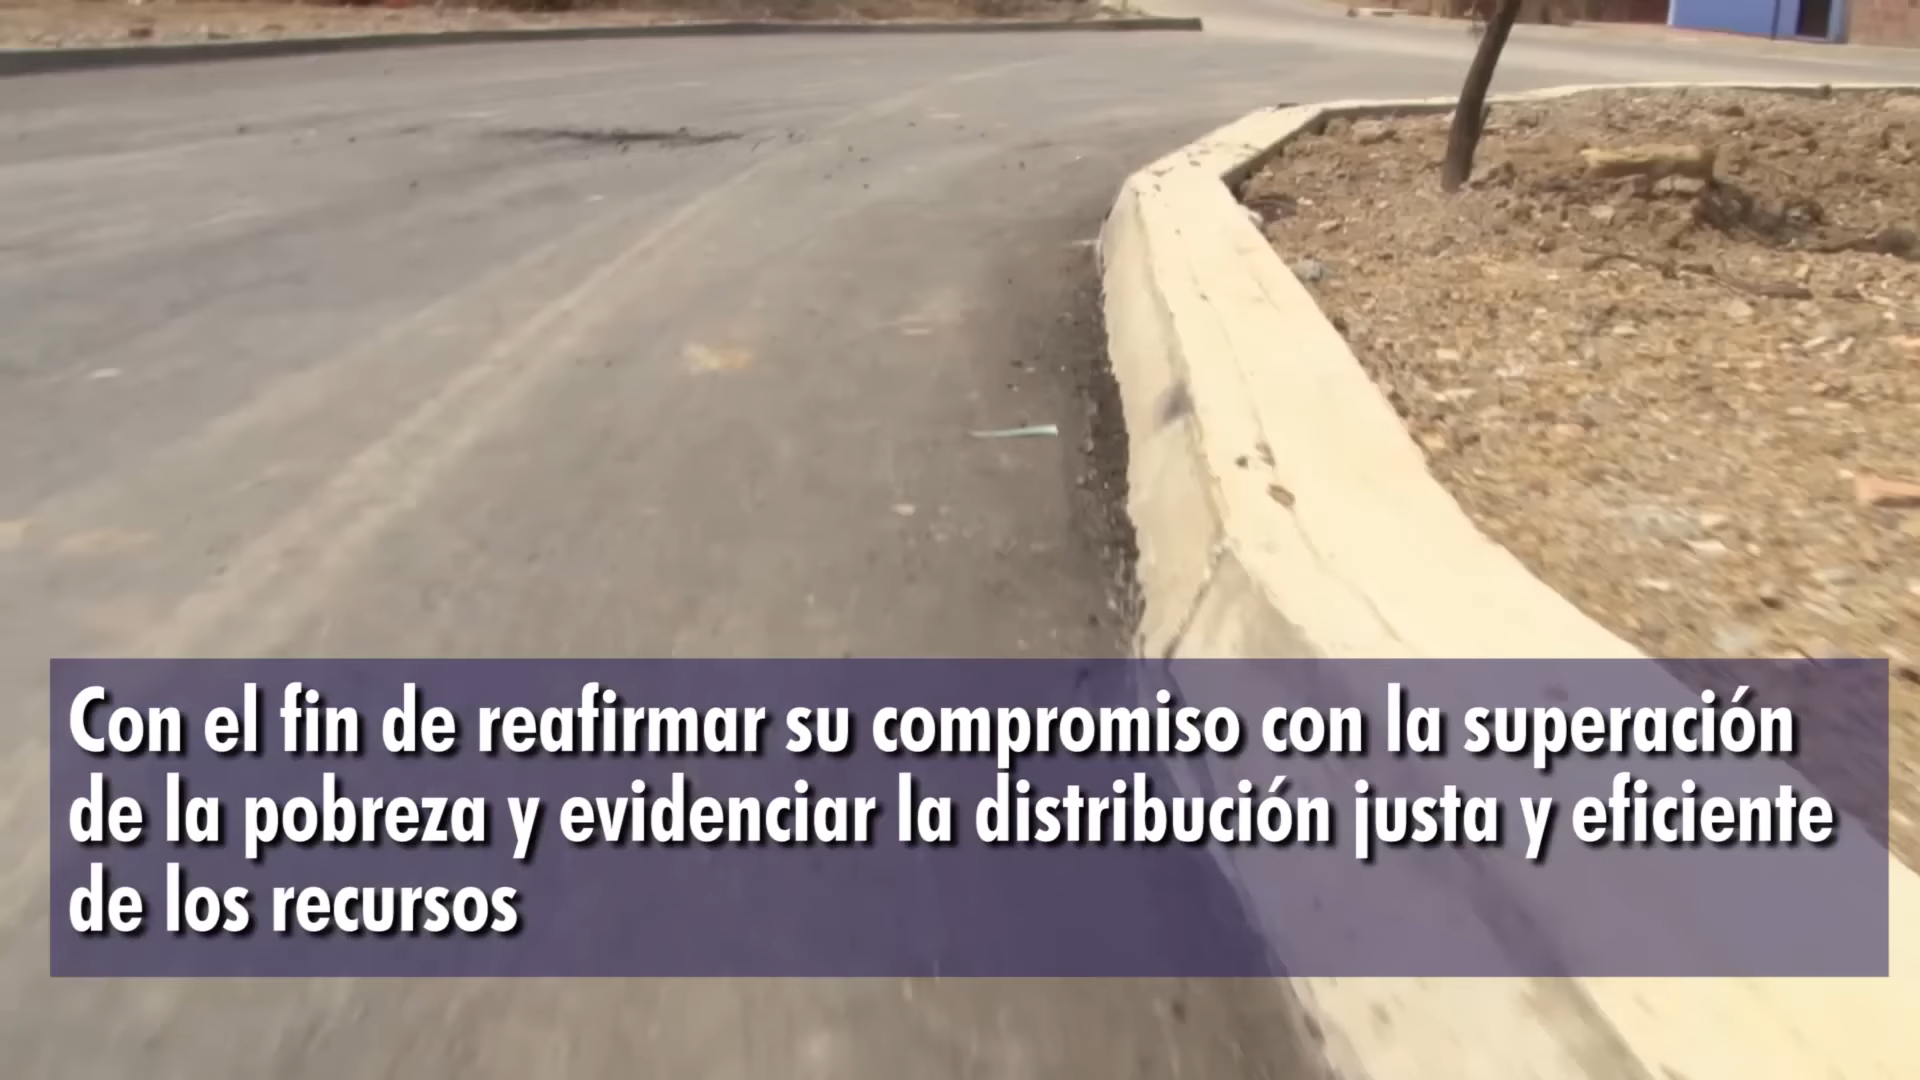 Con el fin de reafirmar su compromiso con la superación
de la pobreza y evidenciar la distribución justa y eficiente
de los recursos